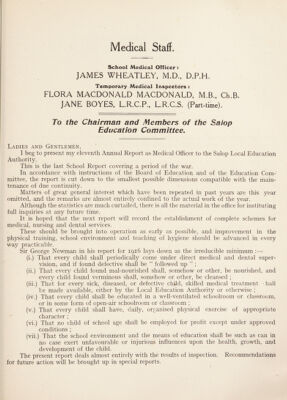 Medical Staff.
School Medical Officer:
JAMES WHEATLEY, M.D., D.P.H.
Temporary Medical Inspectors:
FLORA MACDONALD MACDONALD, M.B., Ch.B.
JANE BOYES, L.R.C.P., L.R.C.S. (Part-time).
To the Chairman and Members of the Salop
Education Committee.
LADIES AND GENTLEMEN,
I beg to present my eleventh Annual Report as Medical Officer to the Salop Local Education
Authority.
This is the last School Report covering a period of the war.
In accordance with instructions of the Board of Education and of the Education Com-
mittee, the report is cut down to the smallest possible dimensions compatible with the main-
tenance of due continuity.
Matters of great general interest which have been repeated in past years are this year
omitted, and the remarks are almost entirely confined to the actual work of the year.
Although the statistics are much curtailed, there is all the material in the office for instituting
full inquiries at any future time.
It is hoped that the next report will record the establishment of complete schemes for
medical, nursing and dental services.
These should be brought into operation as early as possible, and improvement in the
physical training, school environment and teaching of hygiene should be advanced in every
way practicable.
Sir George Newman in his report for 1916 lays down as the irreducible minimum :—
(i.) That every child shall periodically come under direct medical and dental super-
vision, and if found defective shall be " followed up " ;
(ii.) That every child found mal-nourished shall, somehow or other, be nourished, and
every child found verminous shall, somehow or other, be cleansed ;
(iii.) That for every sick, diseased, or defective child, skilled medical treatment shall
be made available, either by the Local Education Authority or otherwise ;
(iv.) That every child shall be educated in a well-ventilated schoolroom or classroom,
or in some form of open-air schoolroom or classroom ;
(v.) That every child shall have, daily, organised physical exercise of appropriate
character ;
(vi.) That no child of school age shall be employed for profit except under approved
conditions ;
(vii.) That the school environment and the means of education shall be such as can in
no case exert unfavourable or injurious influences upon the health, growth, and
development of the child.
The present report deals almost entirely with the results of inspection. Recommendations
for future action will be brought up in special reports.